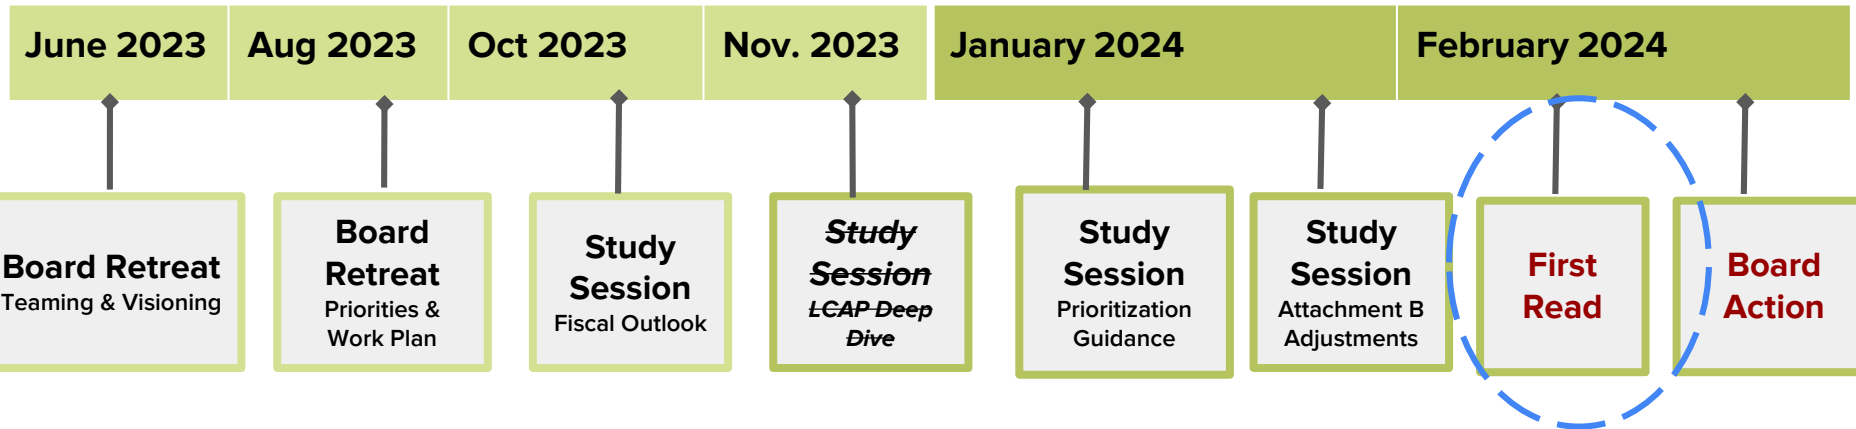 June 2023
Aug 2023
Oct 2023
Nov. 2023
January 2024
February 2024
Board Retreat
Teaming & Visioning
Board
Retreat
Priorities &
Work Plan
Study
Session
Fiscal Outlook
Study
Session
LCAP Deep
Dive
Study
Session
Prioritization
Guidance
Study
Session
Attachment B
Adjustments
First
Read
Board
Action